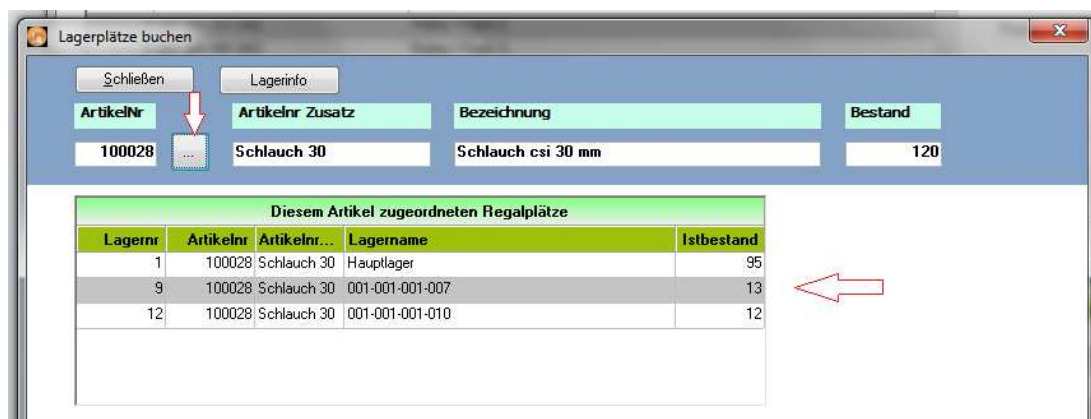 Lagerplätze buchen
Schließen Lagerinfo
ArtikelNr Artikelnr Zusatz Bezeichnung Bestand
100028 ... Schlauch 30 Schlauch csi 30 mm 120
Diesem Artikel zugeordneten Regalplätze
Lagernr Artikelnr Artikelnr... Lagername Istbestand
1 100028 Schlauch 30 Hauptlager 95
9 100028 Schlauch 30 001-001-001-007 13
12 100028 Schlauch 30 001-001-001-010 12